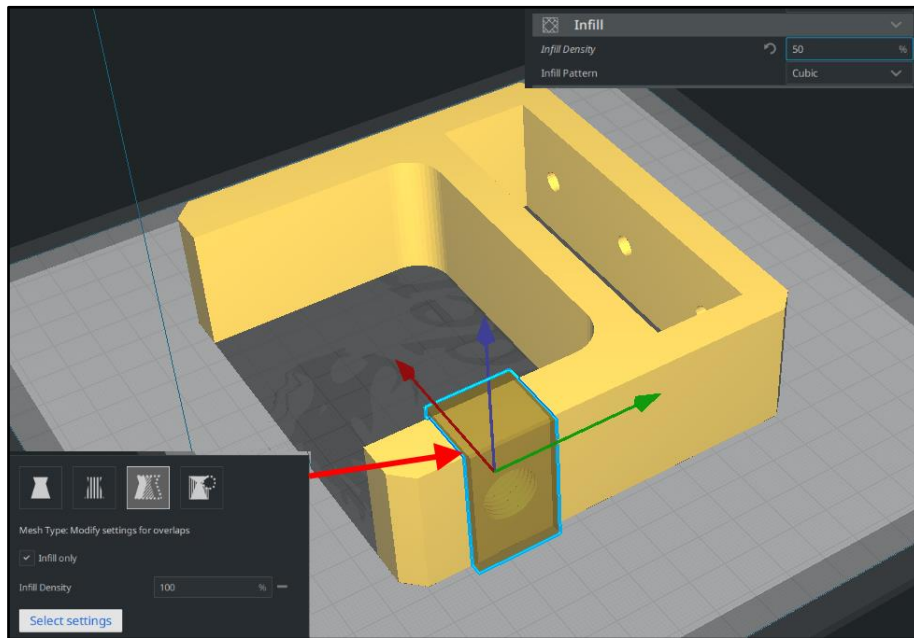 Infill
Infill Density 50 %
Infill Pattern Cubic
Mesh Type: Modify settings for overlaps
Infill only
Infill Density 100 %
Select settings